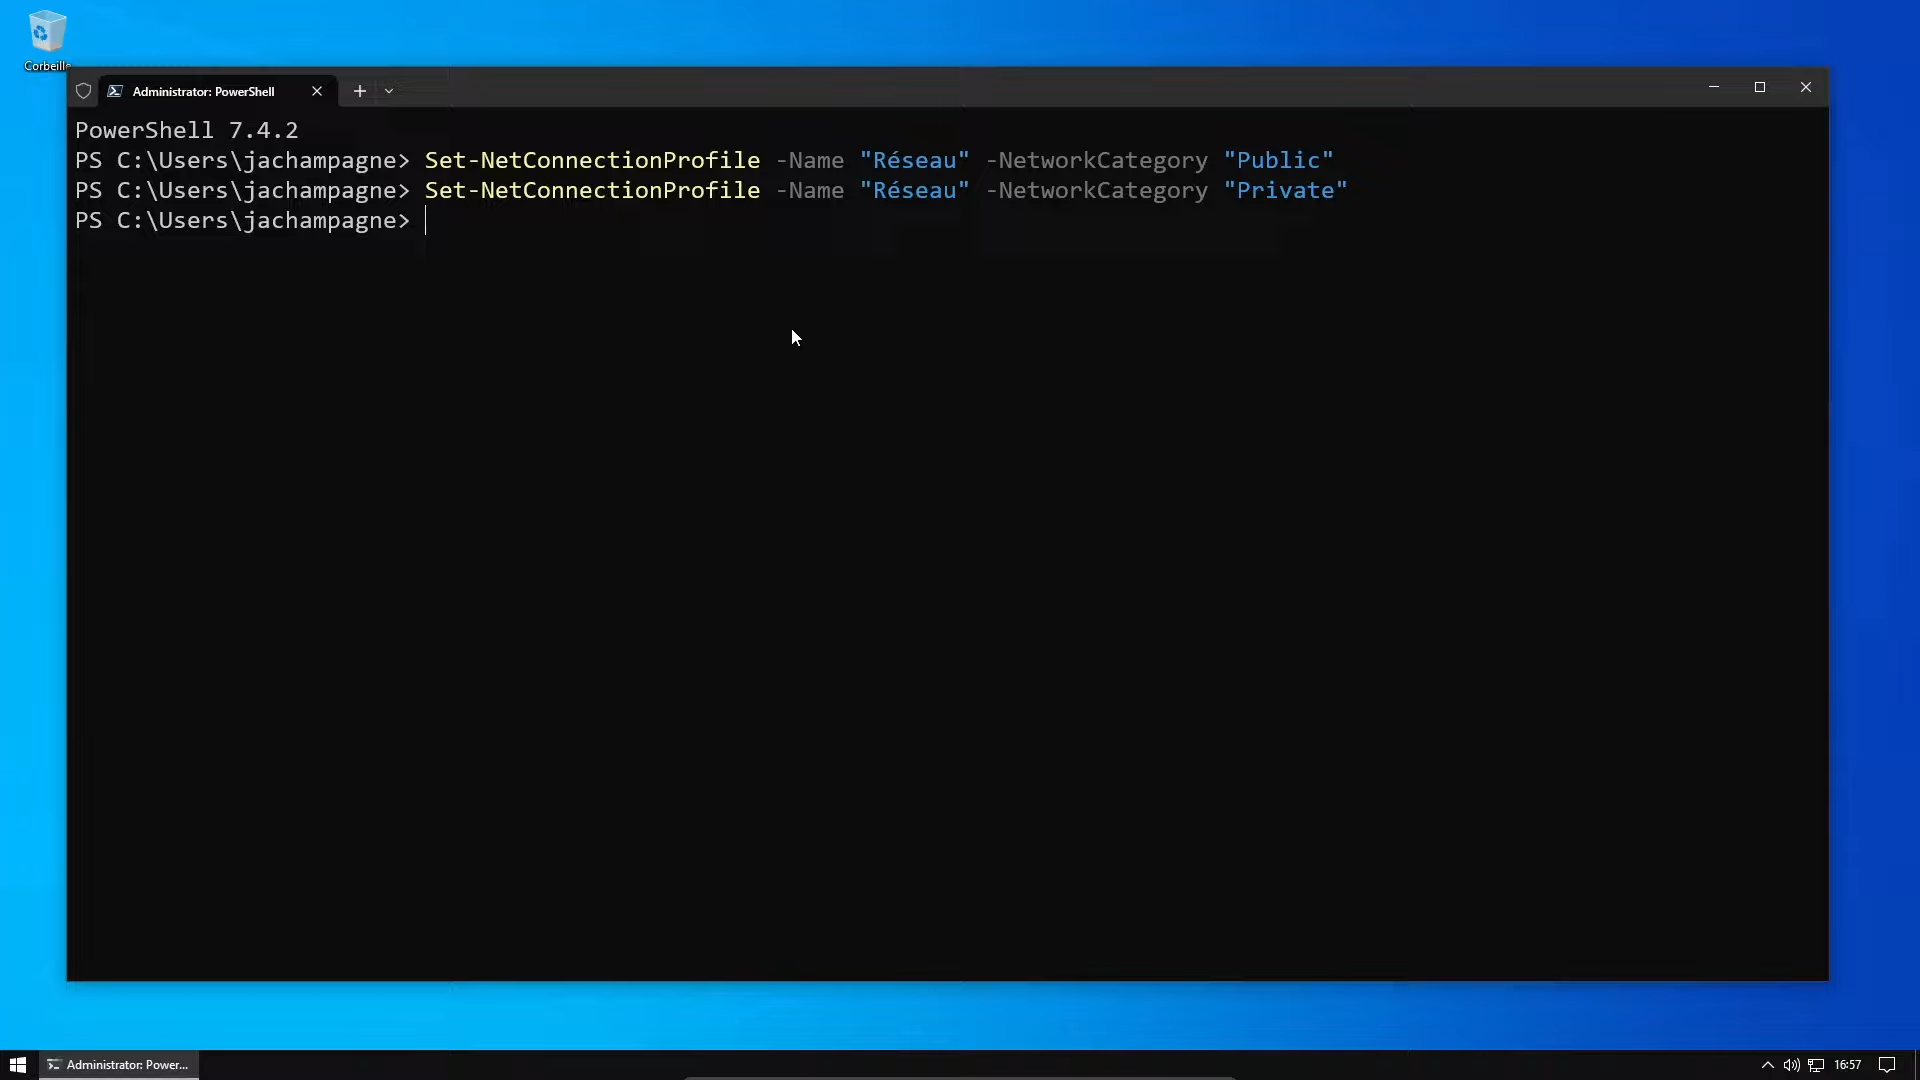 Corbeille
Administrator: PowerShell
PowerShell 7.4.2
PS C:\Users\jachampagne> Set-NetConnectionProfile -Name "Réseau" -NetworkCategory "Public"
PS C:\Users\jachampagne> Set-NetConnectionProfile -Name "Réseau" -NetworkCategory "Private"
PS C:\Users\jachampagne>
Administrator: Power...
16:57